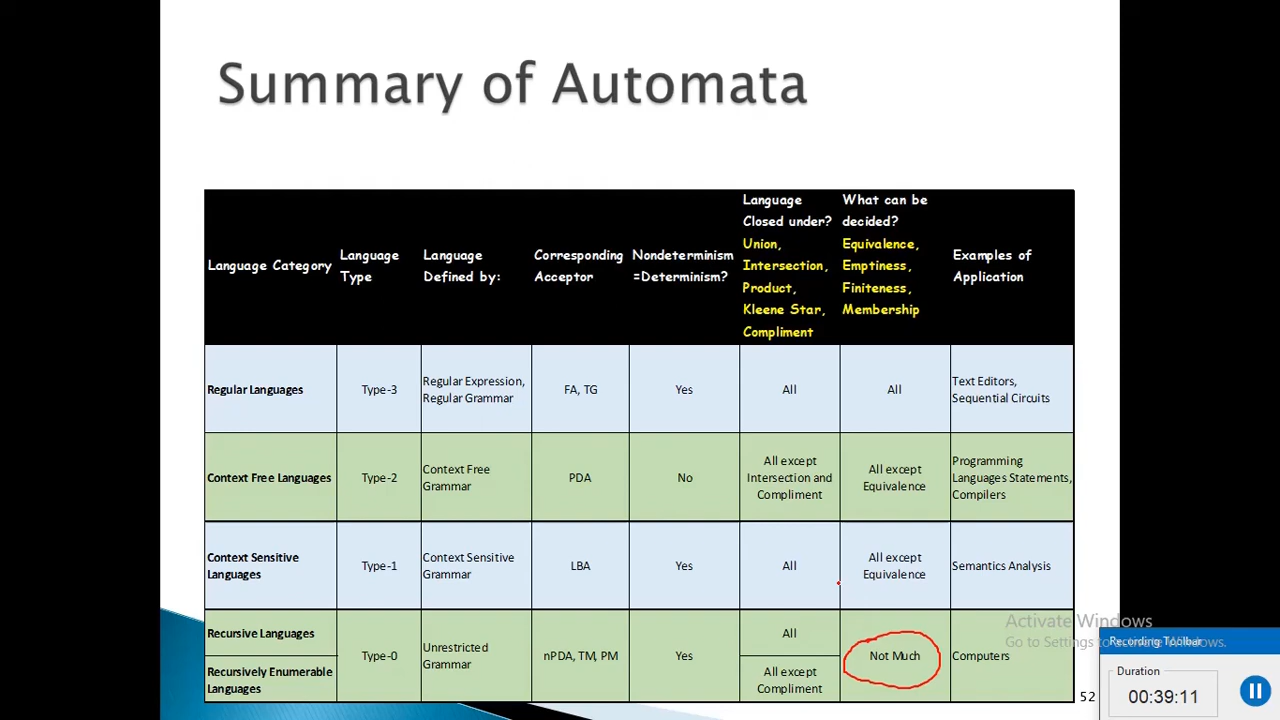 Summary of Automata
Language Category
Language
Type
Language
Defined by:
Corresponding
Acceptor
Nondeterminism
=Determinism?
Language
Closed under?
Union,
Intersection,
Product,
Kleene Star,
Compliment
What can be
decided?
Equivalence,
Emptiness,
Finiteness,
Membership
Examples of
Application
Regular Languages
Type-3
Regular Expression,
Regular Grammar
FA, TG
Yes
All
All
Text Editors,
Sequential Circuits
Context Free Languages
Type-2
Context Free
Grammar
PDA
No
All except
Intersection and
Compliment
All except
Equivalence
Programming
Languages Statements,
Compilers
Context Sensitive
Languages
Type-1
Context Sensitive
Grammar
LBA
Yes
All
All except
Equivalence
Semantics Analysis
Recursive Languages
Recursively Enumerable
Languages
Type-0
Unrestricted
Grammar
nPDA, TM, PM
Yes
All
All except
Compliment
Not Much
Computers
Activate Windows
Go to Settings to activate Windows.
Recording Toolbar
Duration
00:39:11
52